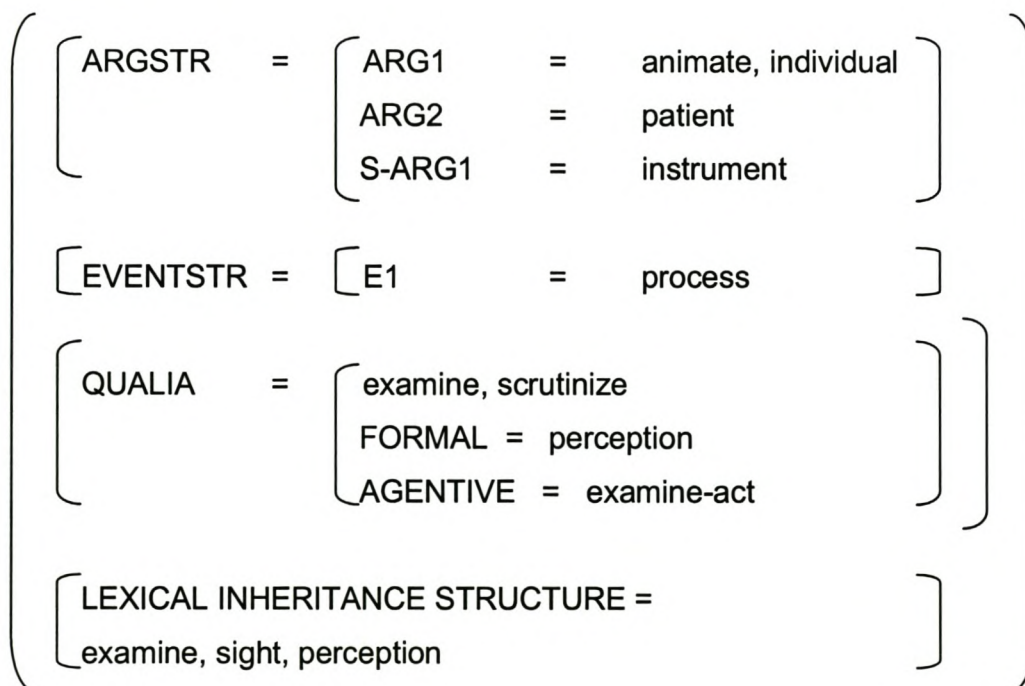 ARGSTR = ARG1 = animate, individual
ARG2 = patient
S-ARG1 = instrument
EVENTSTR = E1 = process
QUALIA = examine, scrutinize
FORMAL = perception
AGENTIVE = examine-act
LEXICAL INHERITANCE STRUCTURE =
examine, sight, perception